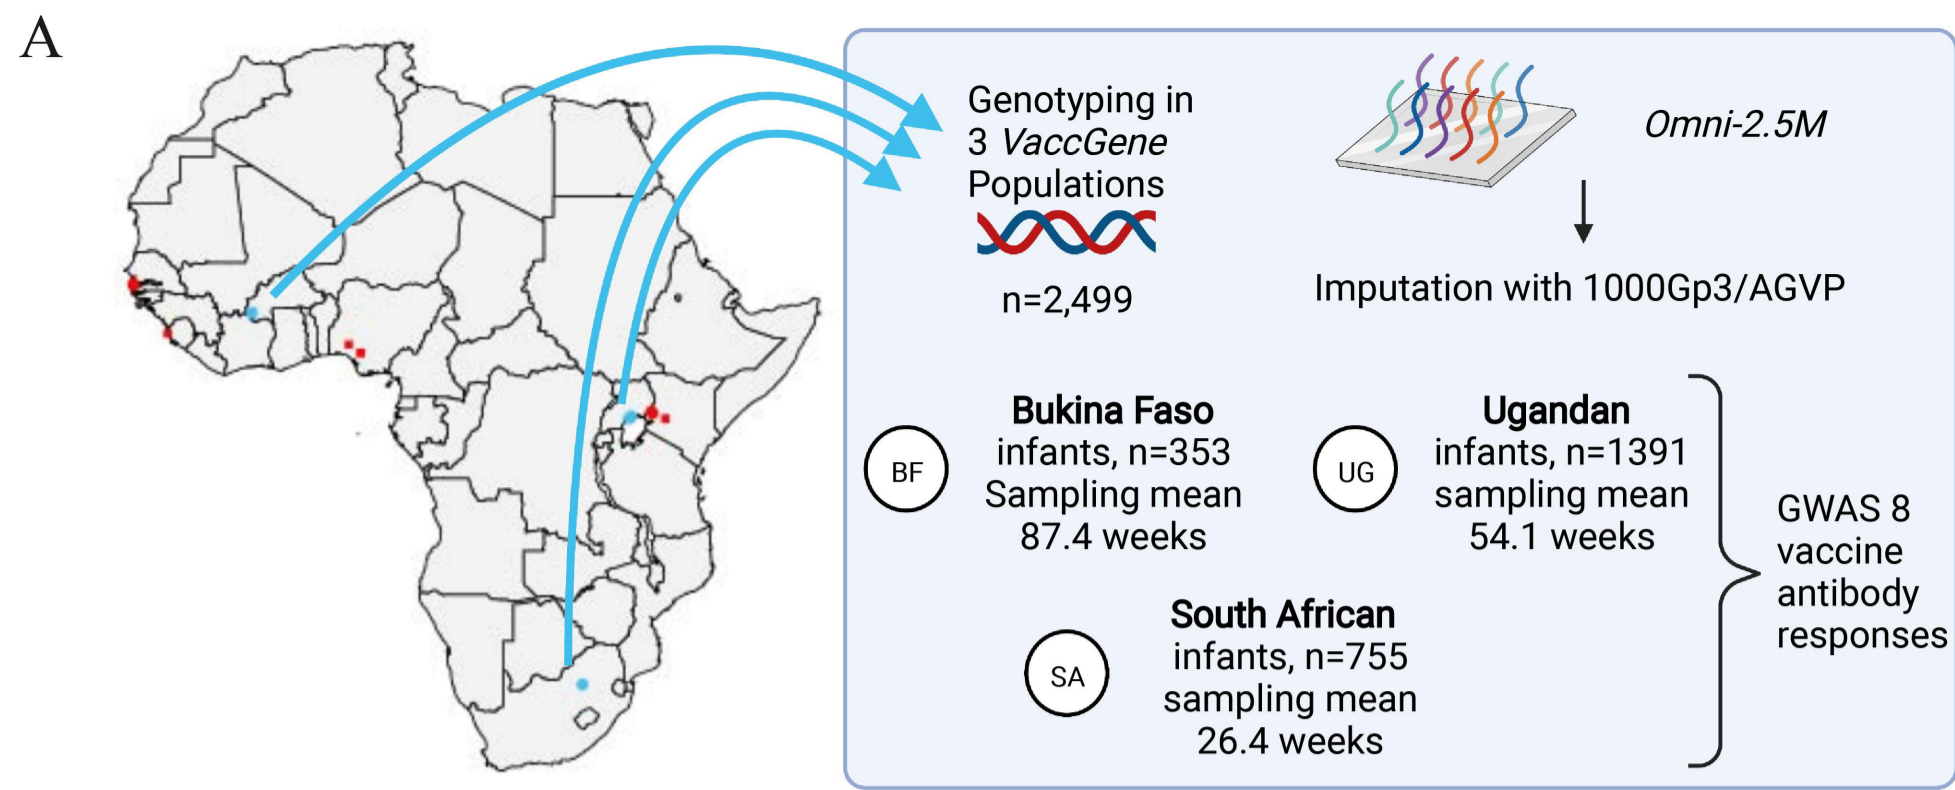 A
Genotyping in
3 VaccGene
Populations
n=2,499
Omni-2.5M
Imputation with 1000Gp3/AGVP
BF
Bukina Faso
infants, n=353
Sampling mean
87.4 weeks
UG
Ugandan
infants, n=1391
sampling mean
54.1 weeks
SA
South African
infants, n=755
sampling mean
26.4 weeks
GWAS 8
vaccine
antibody
responses